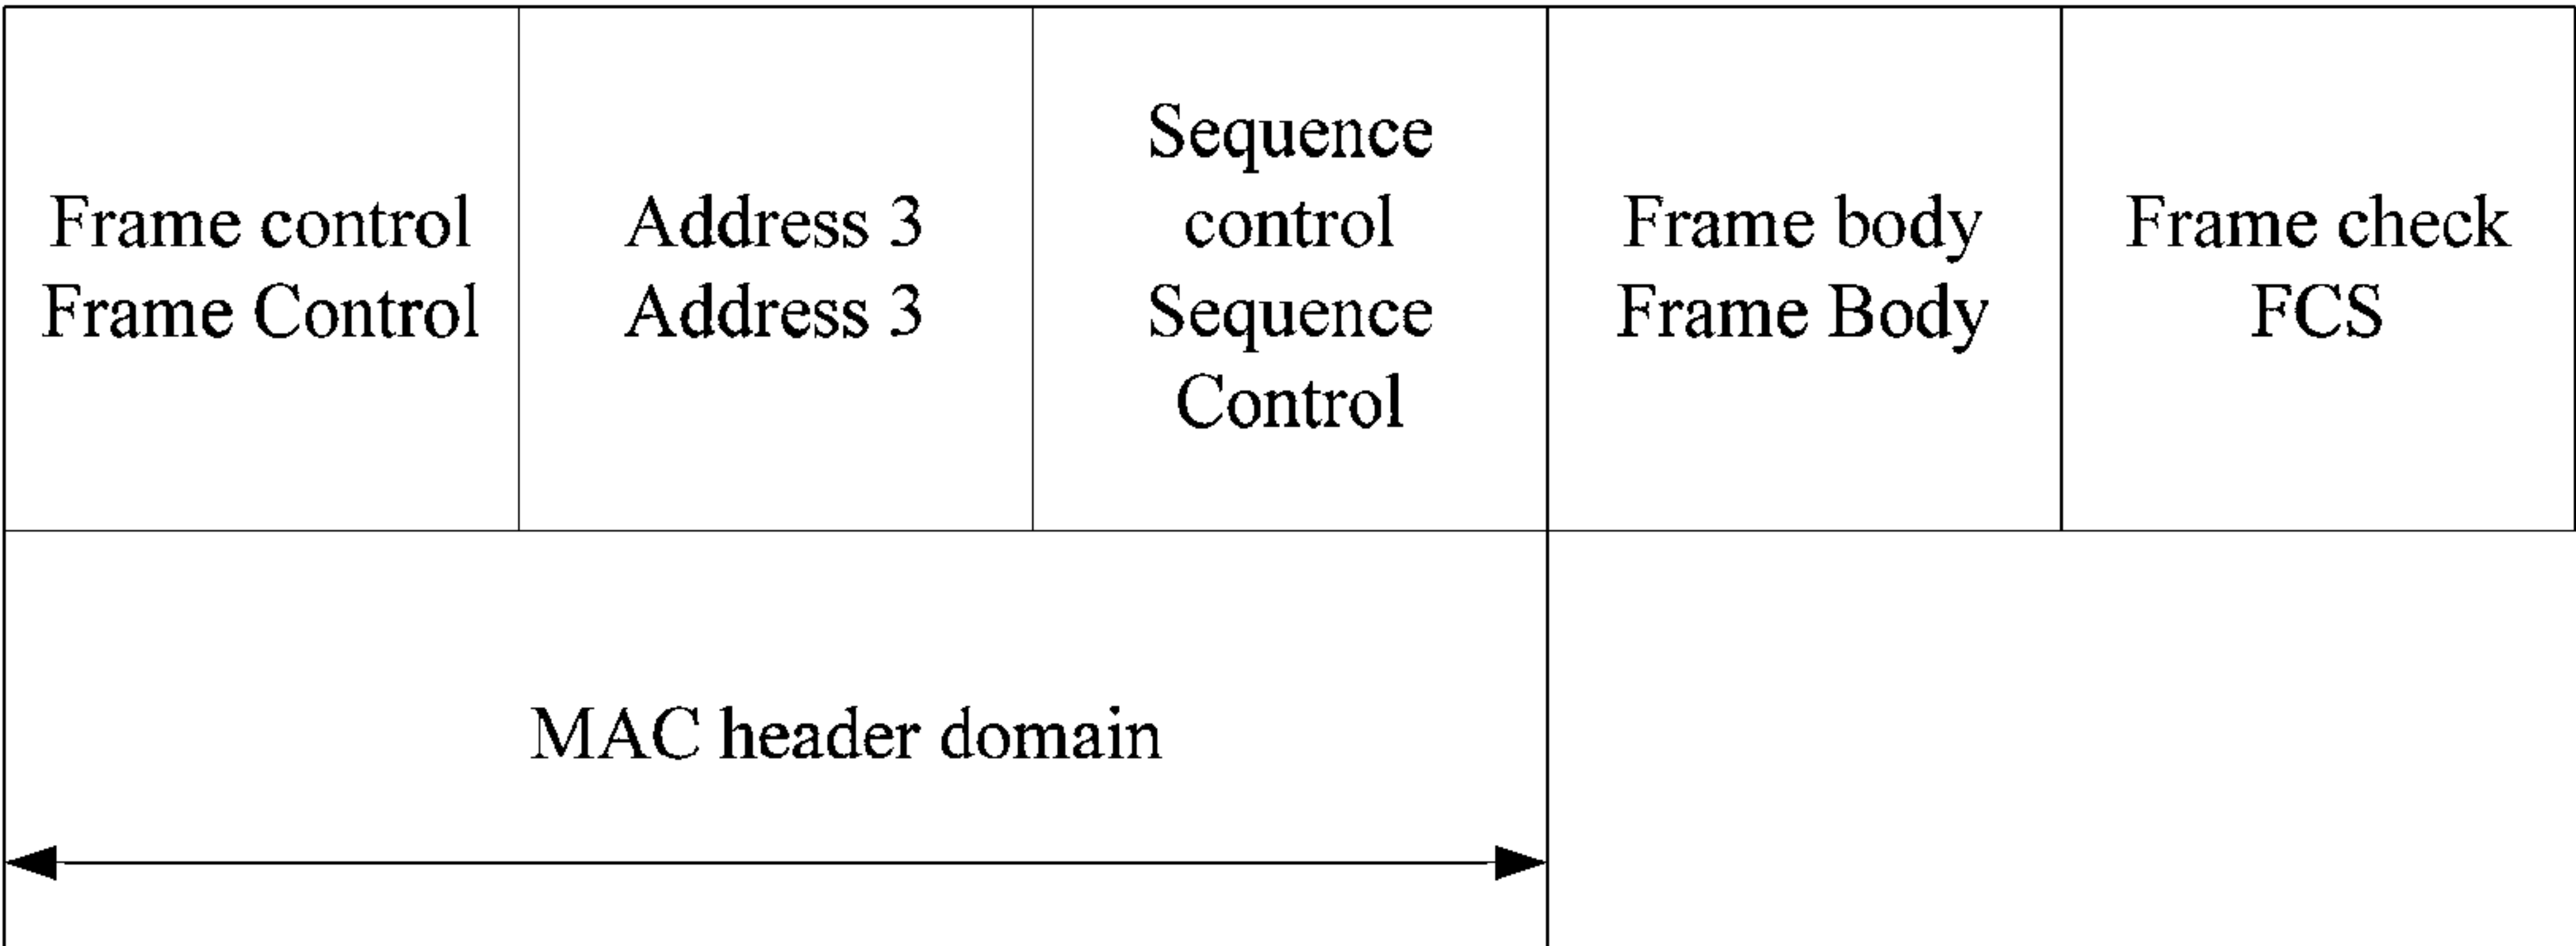 Frame control
Frame Control
Address 3
Address 3
Sequence
control
Sequence
Control
Frame body
Frame Body
Frame check
FCS
MAC header domain